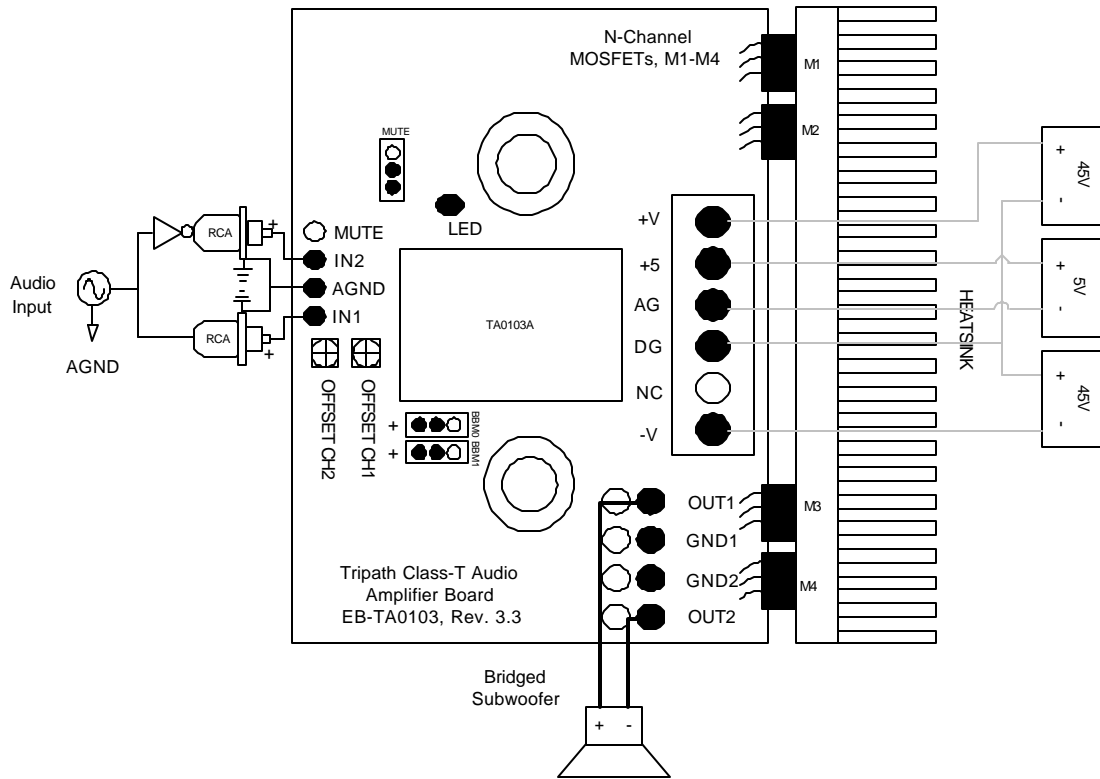 N-Channel
MOSFETs, M1-M4
M1
M2
MUTE
LED
+
RCA
MUTE
IN2
AGND
IN1
Audio
Input
AGND
RCA
+
TA0103A
OFFSET CH2
OFFSET CH1
+
BBM0
+
BBM1
+V
+5
AG
DG
NC
-V
HEATSINK
+
45V
-
+
5V
-
+
45V
-
OUT1
GND1
GND2
OUT2
M3
M4
Tripath Class-T Audio
Amplifier Board
EB-TA0103, Rev. 3.3
Bridged
Subwoofer
+ -